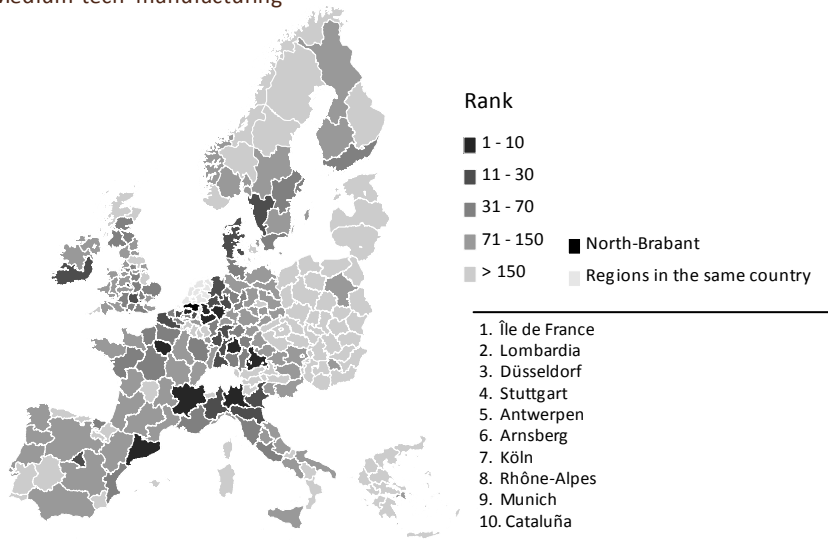 Medium-tech manufacturing
Rank
1 - 10
11 - 30
31 - 70
71 - 150
> 150
North-Brabant
Regions in the same country
1. Île de France
2. Lombardia
3. Düsseldorf
4. Stuttgart
5. Antwerpen
6. Arnsberg
7. Köln
8. Rhône-Alpes
9. Munich
10. Cataluña